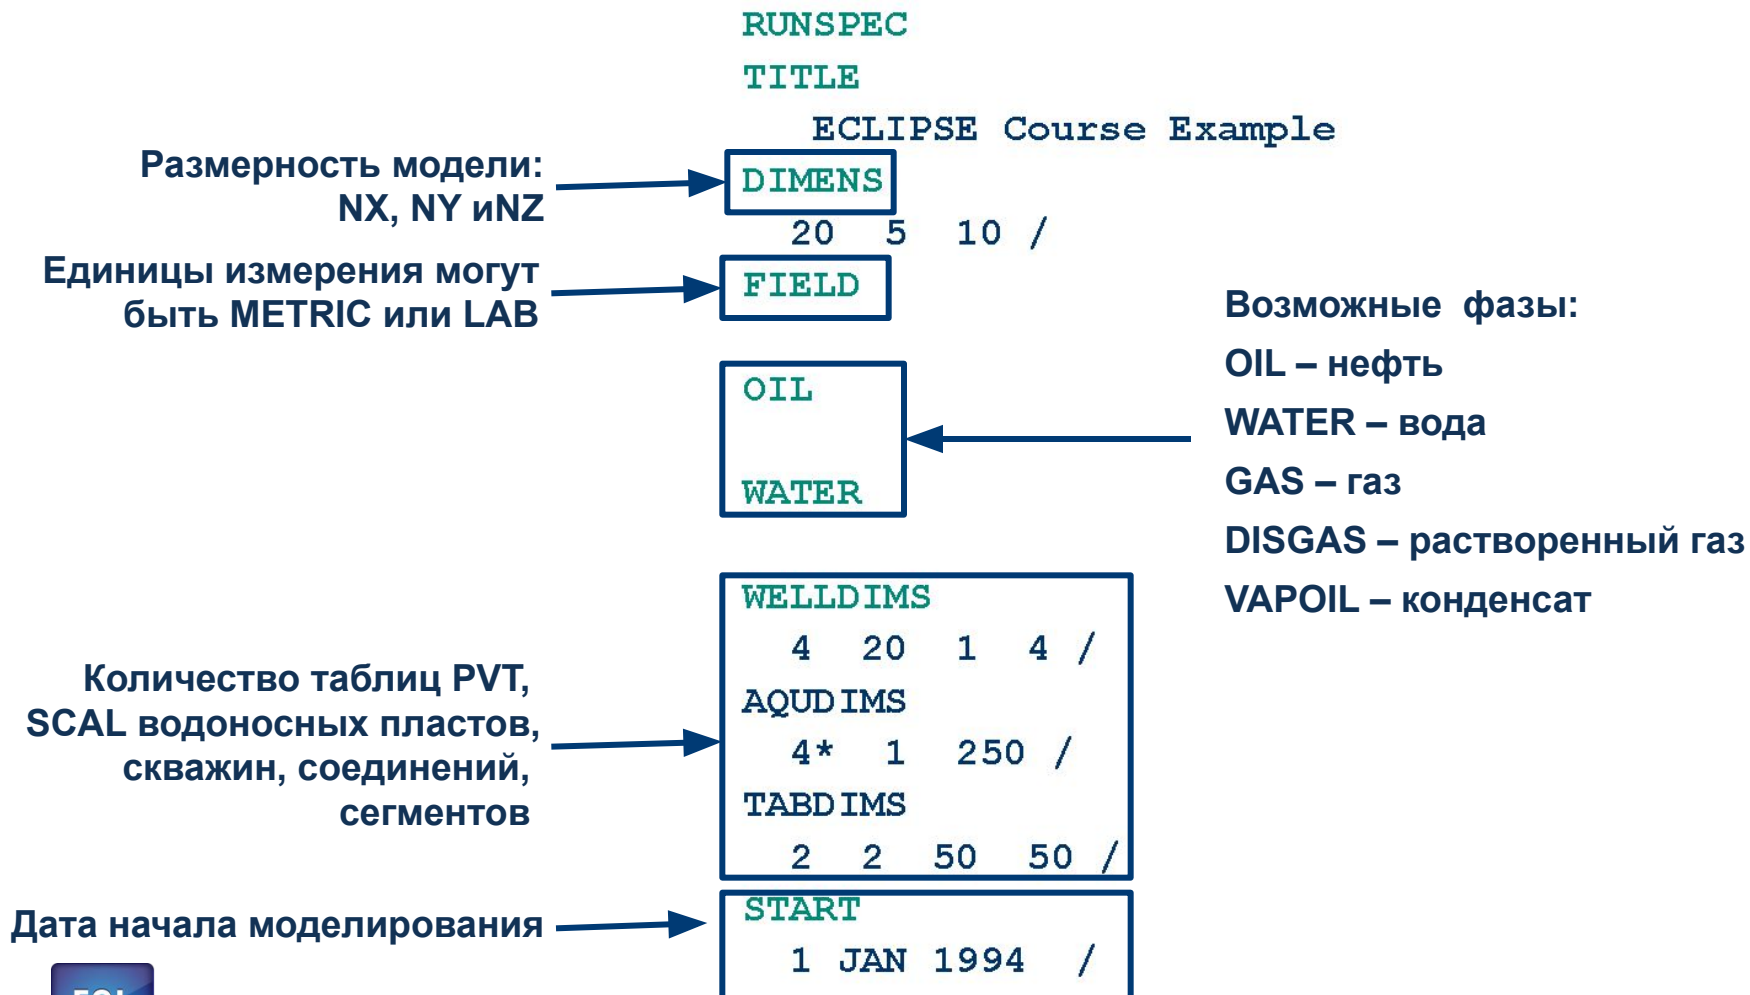 RUNSPEC
TITLE
ECLIPSE Course Example
Размерность модели:
NX, NY иNZ
DIMENS
20 5 10 /
Единицы измерения могут
быть METRIC или LAB
FIELD
OIL
WATER
Возможные фазы:
OIL – нефть
WATER – вода
GAS – газ
DISGAS – растворенный газ
VAPOIL – конденсат
Количество таблиц PVT,
SCAL водоносных пластов,
скважин, соединений,
сегментов
WELLDIMS
4 20 1 4 /
AQUDIMS
4* 1 250 /
TABDIMS
2 2 50 50 /
Дата начала моделирования
START
1 JAN 1994 /